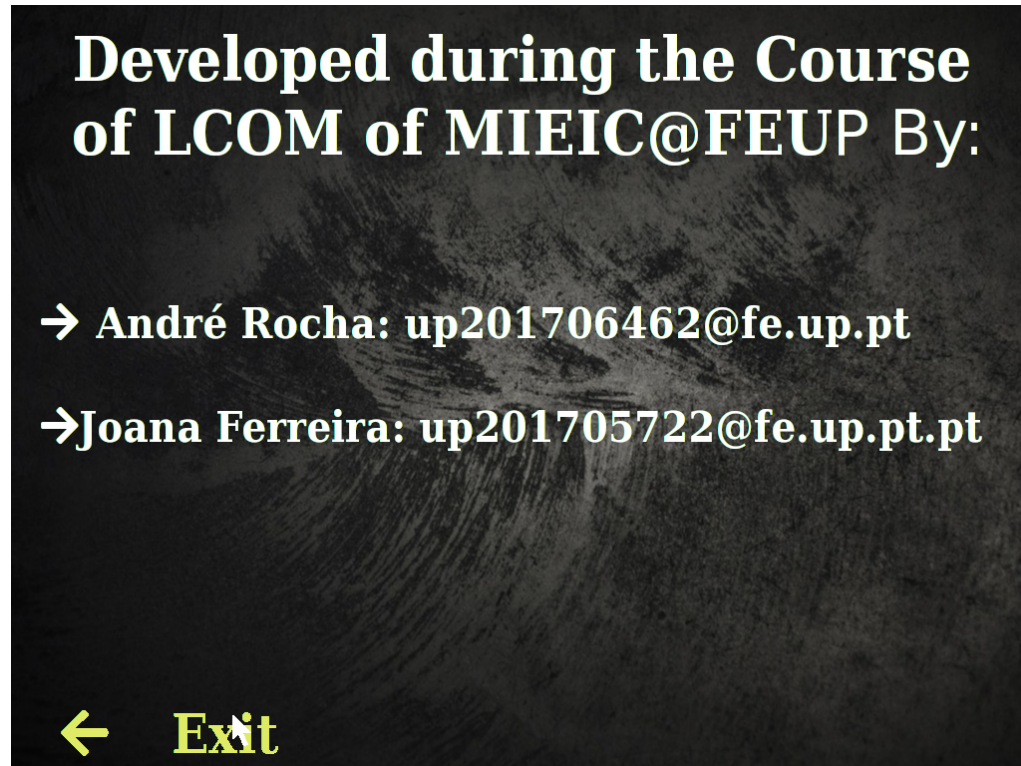 Developed during the Course
of LCOM of MIEIC@FEUP By:
→ André Rocha: up201706462@fe.up.pt
→Joana Ferreira: up201705722@fe.up.pt.pt
← Exit